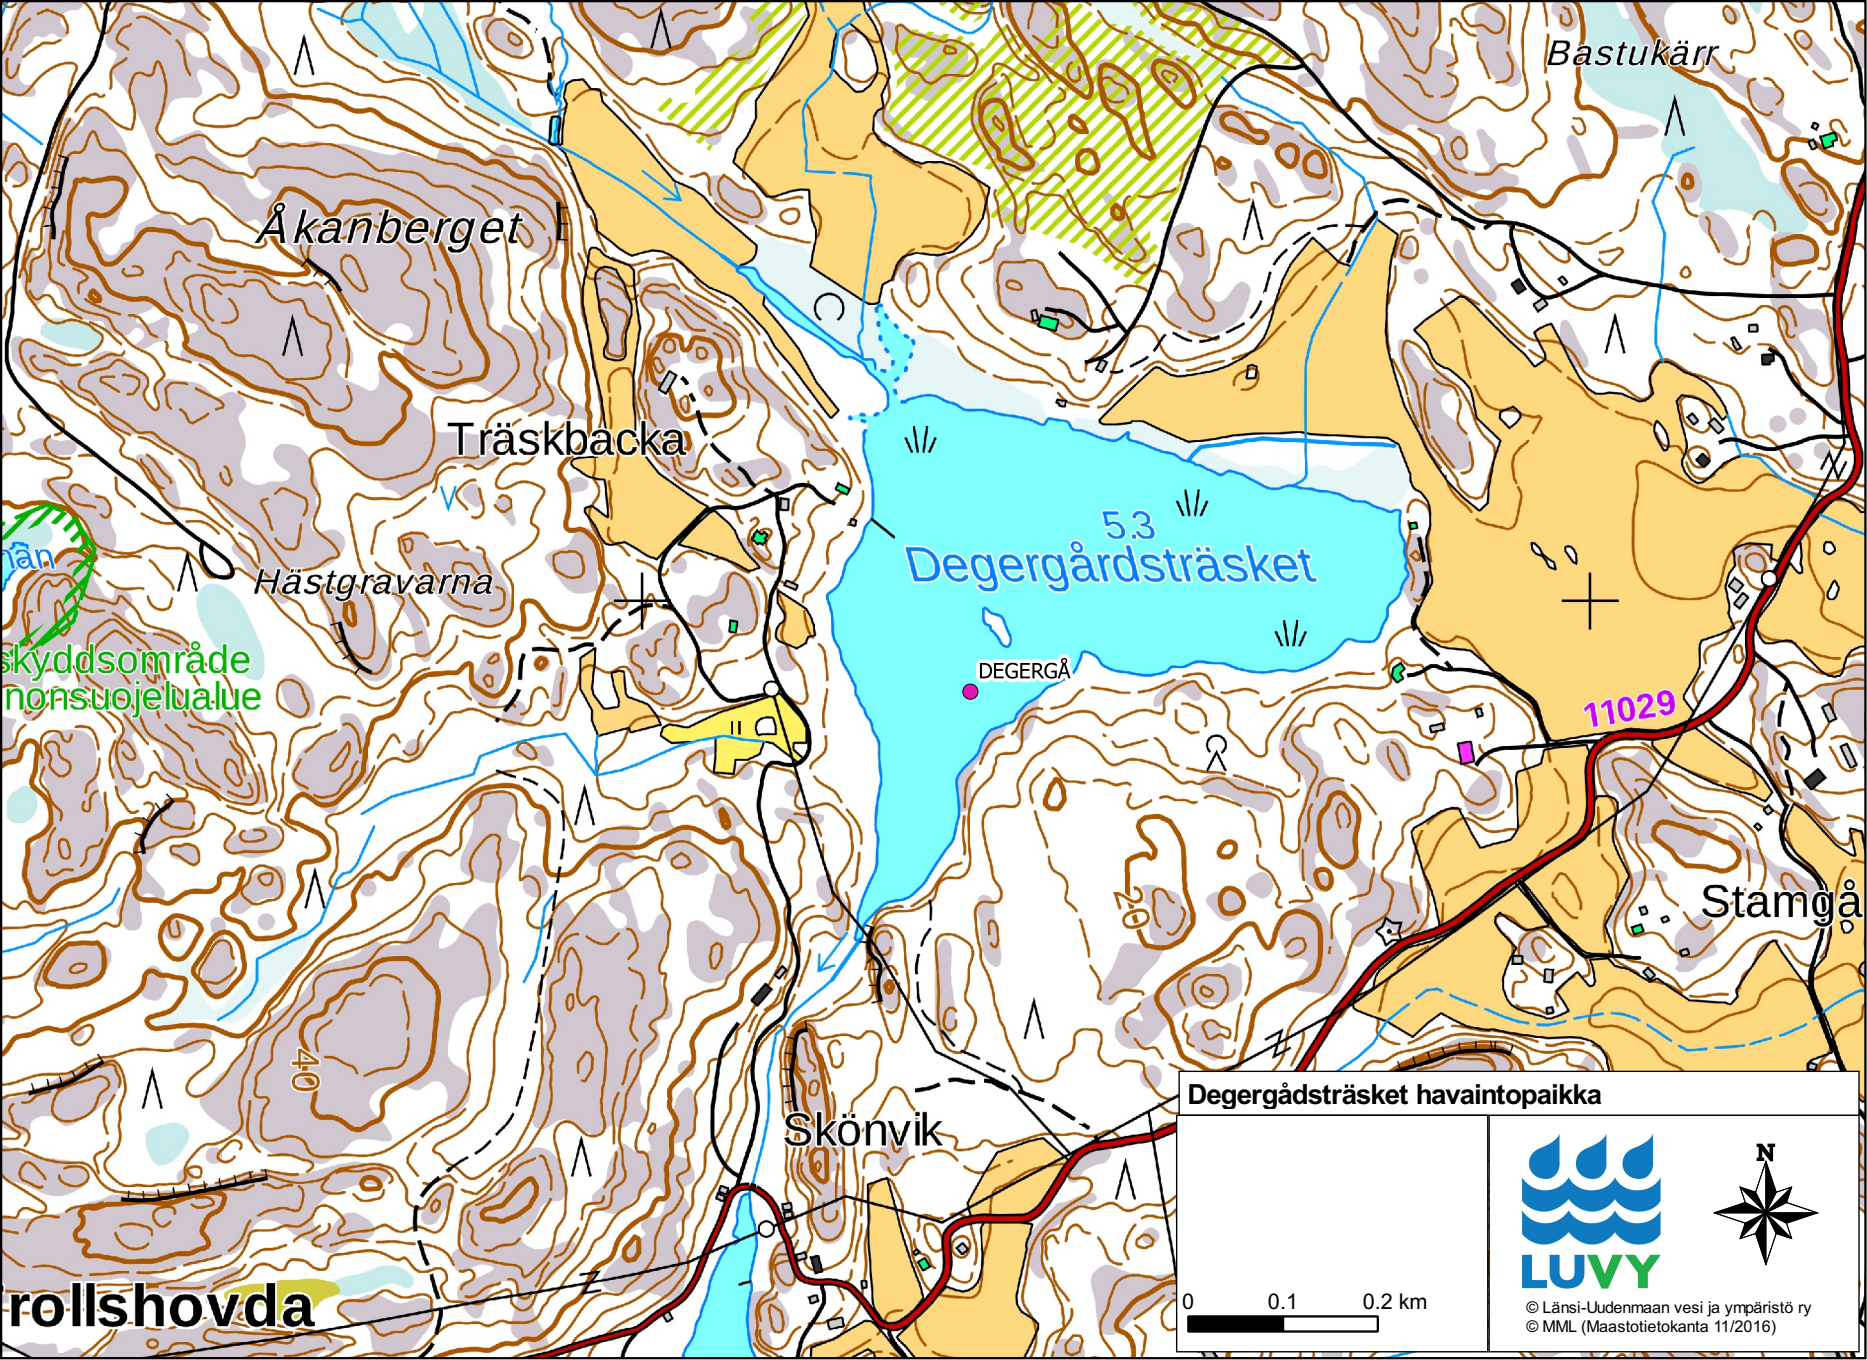 Bastukärr
Åkanberget
Träskbacka
5.3
Degergårdsträsket
Hästgravarna
skyddsområde
nonsuojelualue
DEGERGÅ
11029
20
Stamgå
40
Skönvik
rollshovda
Degergådsträsket havaintopaikka
N
LUVY
0 0.1 0.2 km
© Länsi-Uudenmaan vesi ja ympäristö ry
© MML (Maastotietokanta 11/2016)